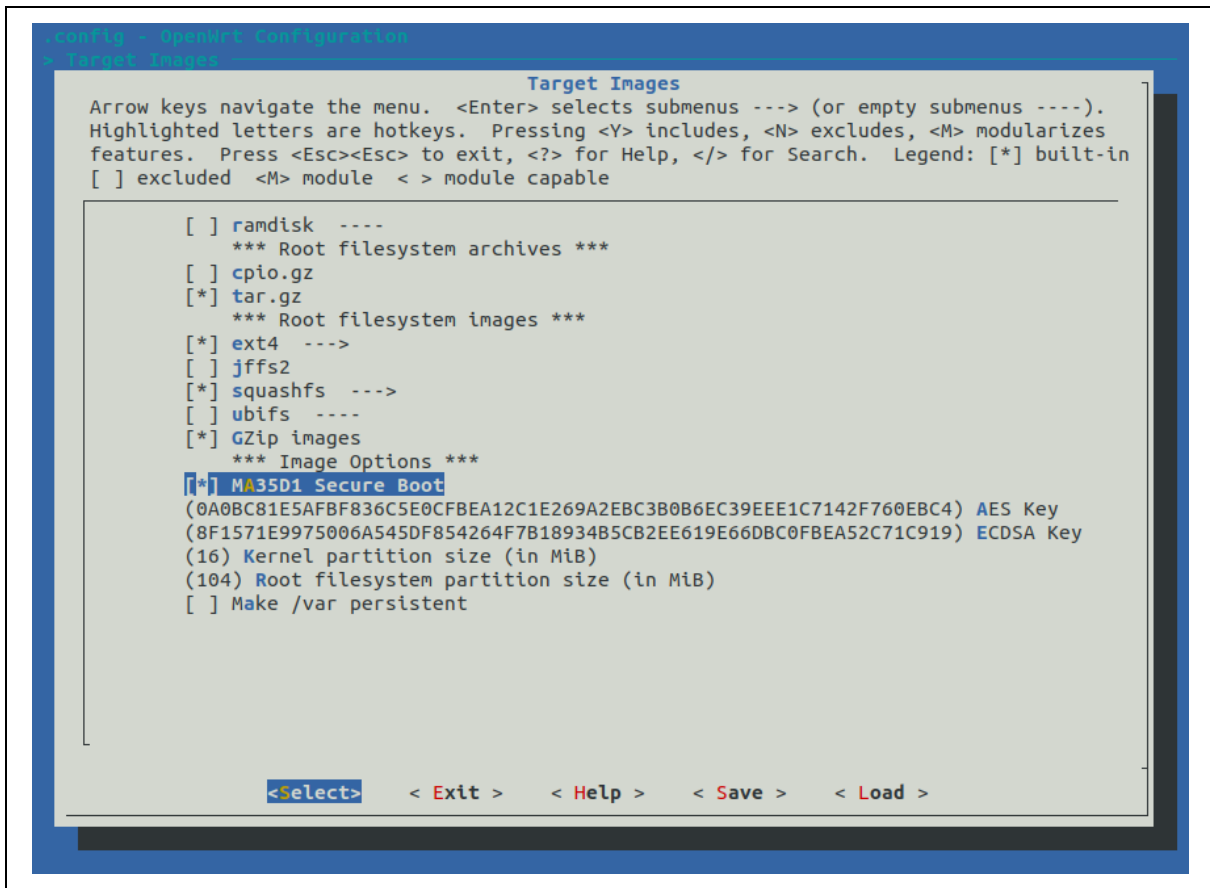 .config - OpenWrt Configuration
> Target Images
Target Images
Arrow keys navigate the menu.  <Enter> selects submenus ---> (or empty submenus ----).
Highlighted letters are hotkeys.  Pressing <Y> includes, <N> excludes, <M> modularizes
features.  Press <Esc><Esc> to exit, <?> for Help, </> for Search.  Legend: [*] built-in
[ ] excluded  <M> module  < > module capable
[ ] ramdisk  ----
*** Root filesystem archives ***
[ ] cpio.gz
[*] tar.gz
*** Root filesystem images ***
[*] ext4  --->
[ ] jffs2
[*] squashfs  --->
[ ] ubifs  ----
[*] GZip images
*** Image Options ***
[*] MA35D1 Secure Boot
(0A0BC81E5AFBF836C5E0CFBEA12C1E269A2EBC3B0B6EC39EEE1C7142F760EBC4) AES Key
(8F1571E9975006A545DF854264F7B18934B5CB2EE619E66DBC0FBEA52C71C919) ECDSA Key
(16) Kernel partition size (in MiB)
(104) Root filesystem partition size (in MiB)
[ ] Make /var persistent
<Select>    < Exit >    < Help >    < Save >    < Load >